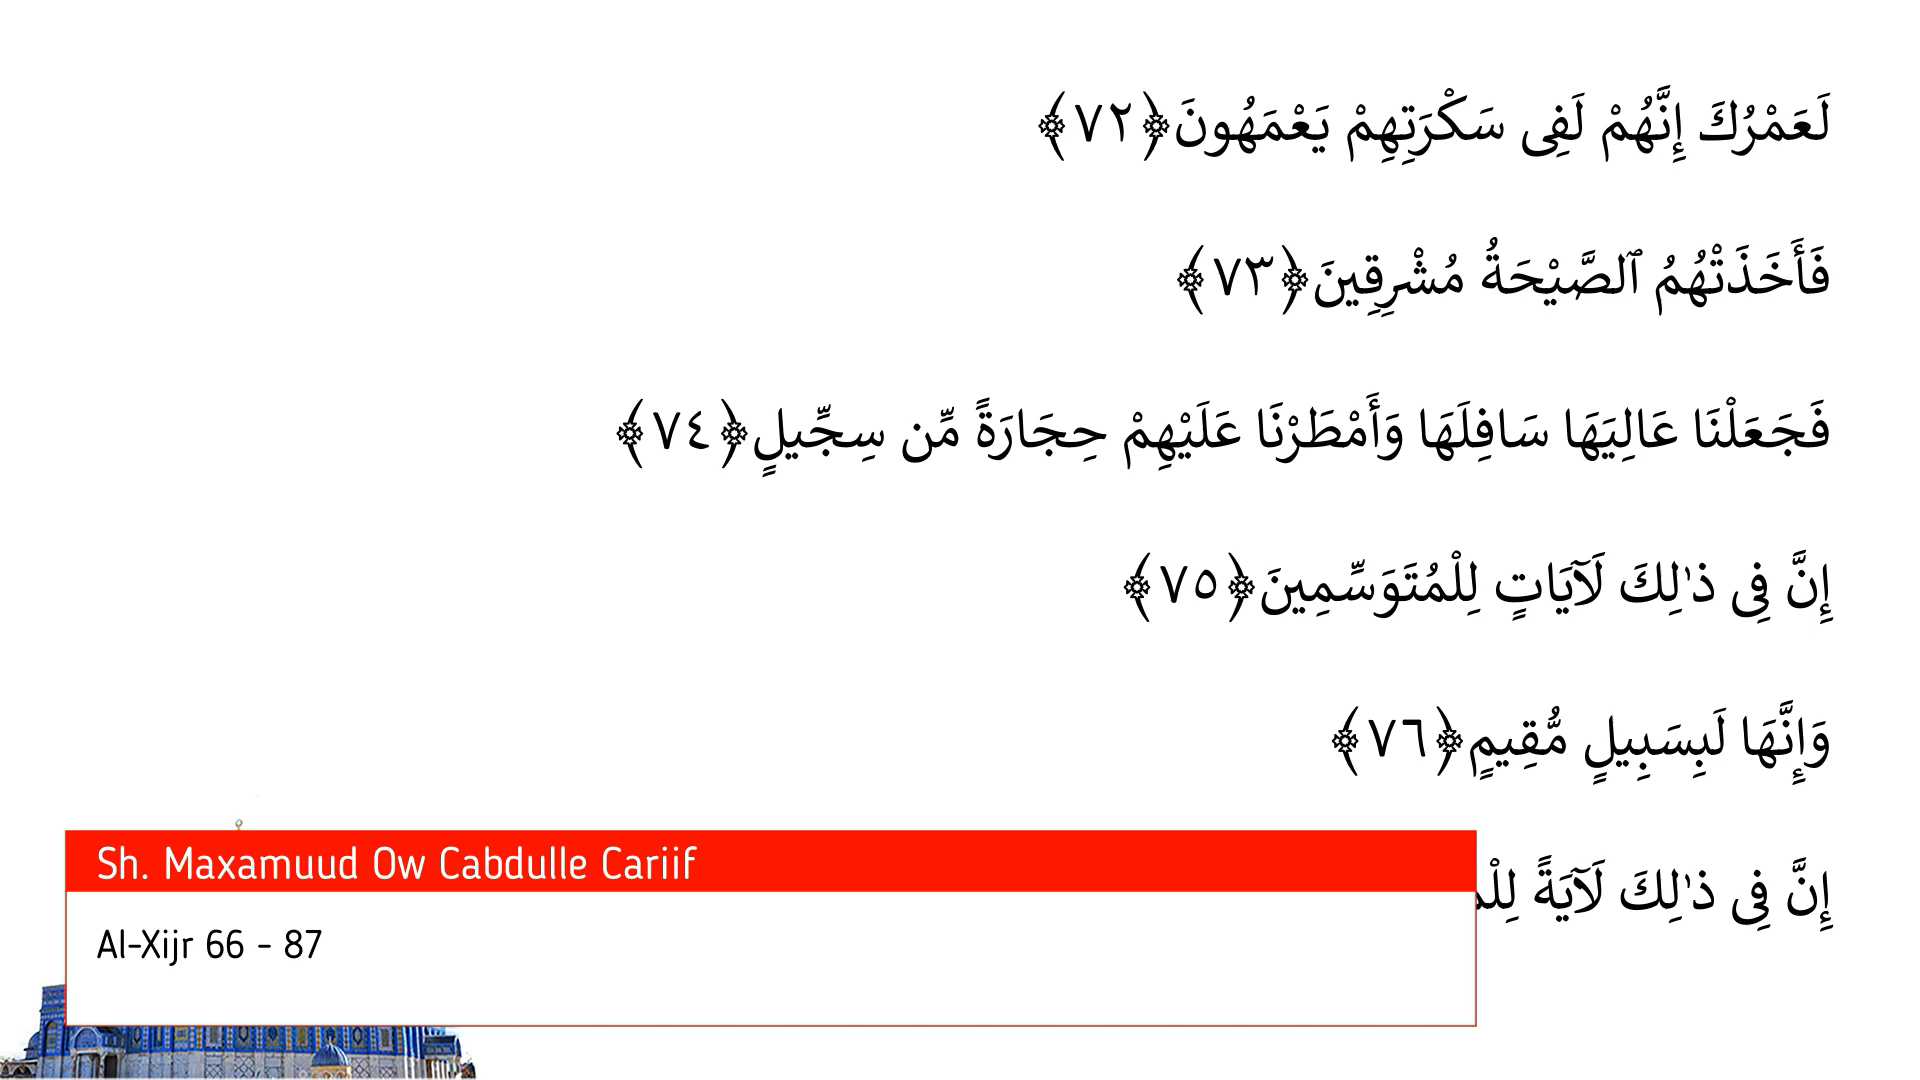 لَعَمْرُكَ إِنَّهُمْ لَفِى سَكْرَتِهِمْ يَعْمَهُونَ﴿٧٢﴾
فَأَخَذَتْهُمُ ٱلصَّيْحَةُ مُشْرِقِينَ﴿٧٣﴾
فَجَعَلْنَا عَالِيَهَا سَافِلَهَا وَأَمْطَرْنَا عَلَيْهِمْ حِجَارَةً مِّن سِجِّيلٍ﴿٧٤﴾
إِنَّ فِى ذَٰلِكَ لَآيَاتٍ لِلْمُتَوَسِّمِينَ﴿٧٥﴾
وَإِنَّهَا لَبِسَبِيلٍ مُّقِيمٍ﴿٧٦﴾
إِنَّ فِى ذَٰلِكَ لَآيَةً
Sh. Maxamuud Ow Cabdulle Cariif
Al-Xijr 66 - 87